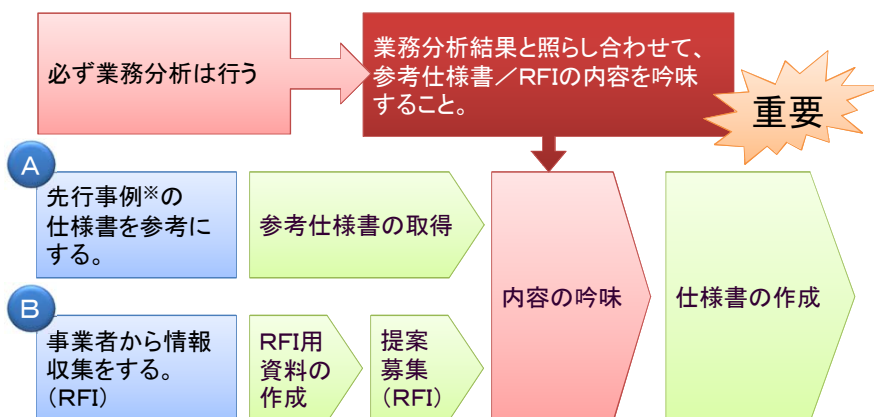 必ず業務分析は行う
業務分析結果と照らし合わせて、
参考仕様書／RFIの内容を吟味
すること。
重要
A
先行事例※の
仕様書を参考に
する。
参考仕様書の取得
内容の吟味
仕様書の作成
B
事業者から情報
収集をする。
(RFI)
RFI用
資料の
作成
提案
募集
(RFI)